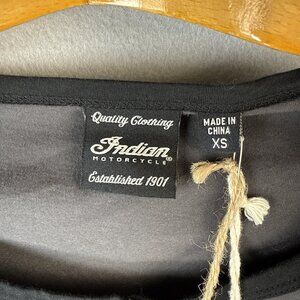 Quality Clothing
Indian
MOTORCYCLE®
Established 1901
MADE IN
CHINA
XS